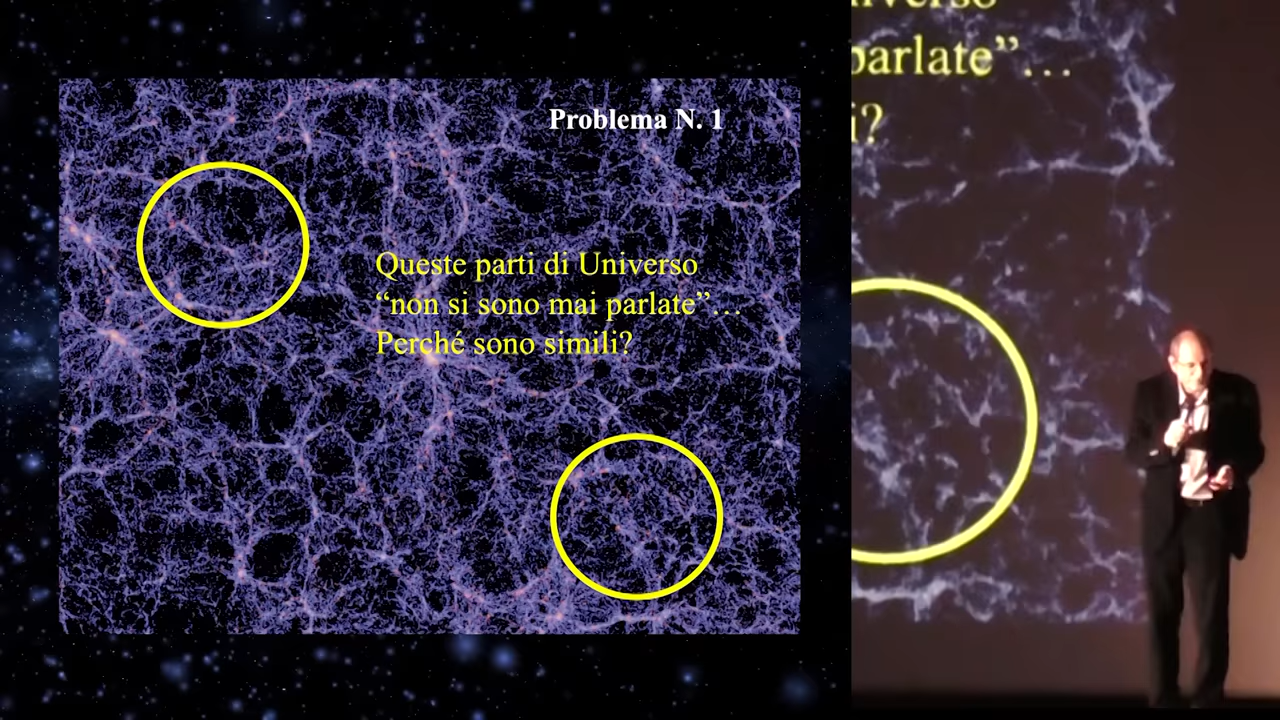 Problema N. 1
Queste parti di Universo
“non si sono mai parlate”…
Perché sono simili?
parlate”…
i?